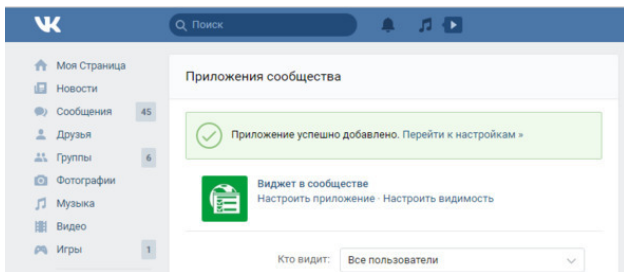 Поиск
Моя Страница
Новости
Сообщения 45
Друзья
Группы 6
Фотографии
Музыка
Видео
Игры 1
Приложения сообщества
Приложение успешно добавлено. Перейти к настройкам »
Виджет в сообществе
Настроить приложение · Настроить видимость
Кто видит: Все пользователи